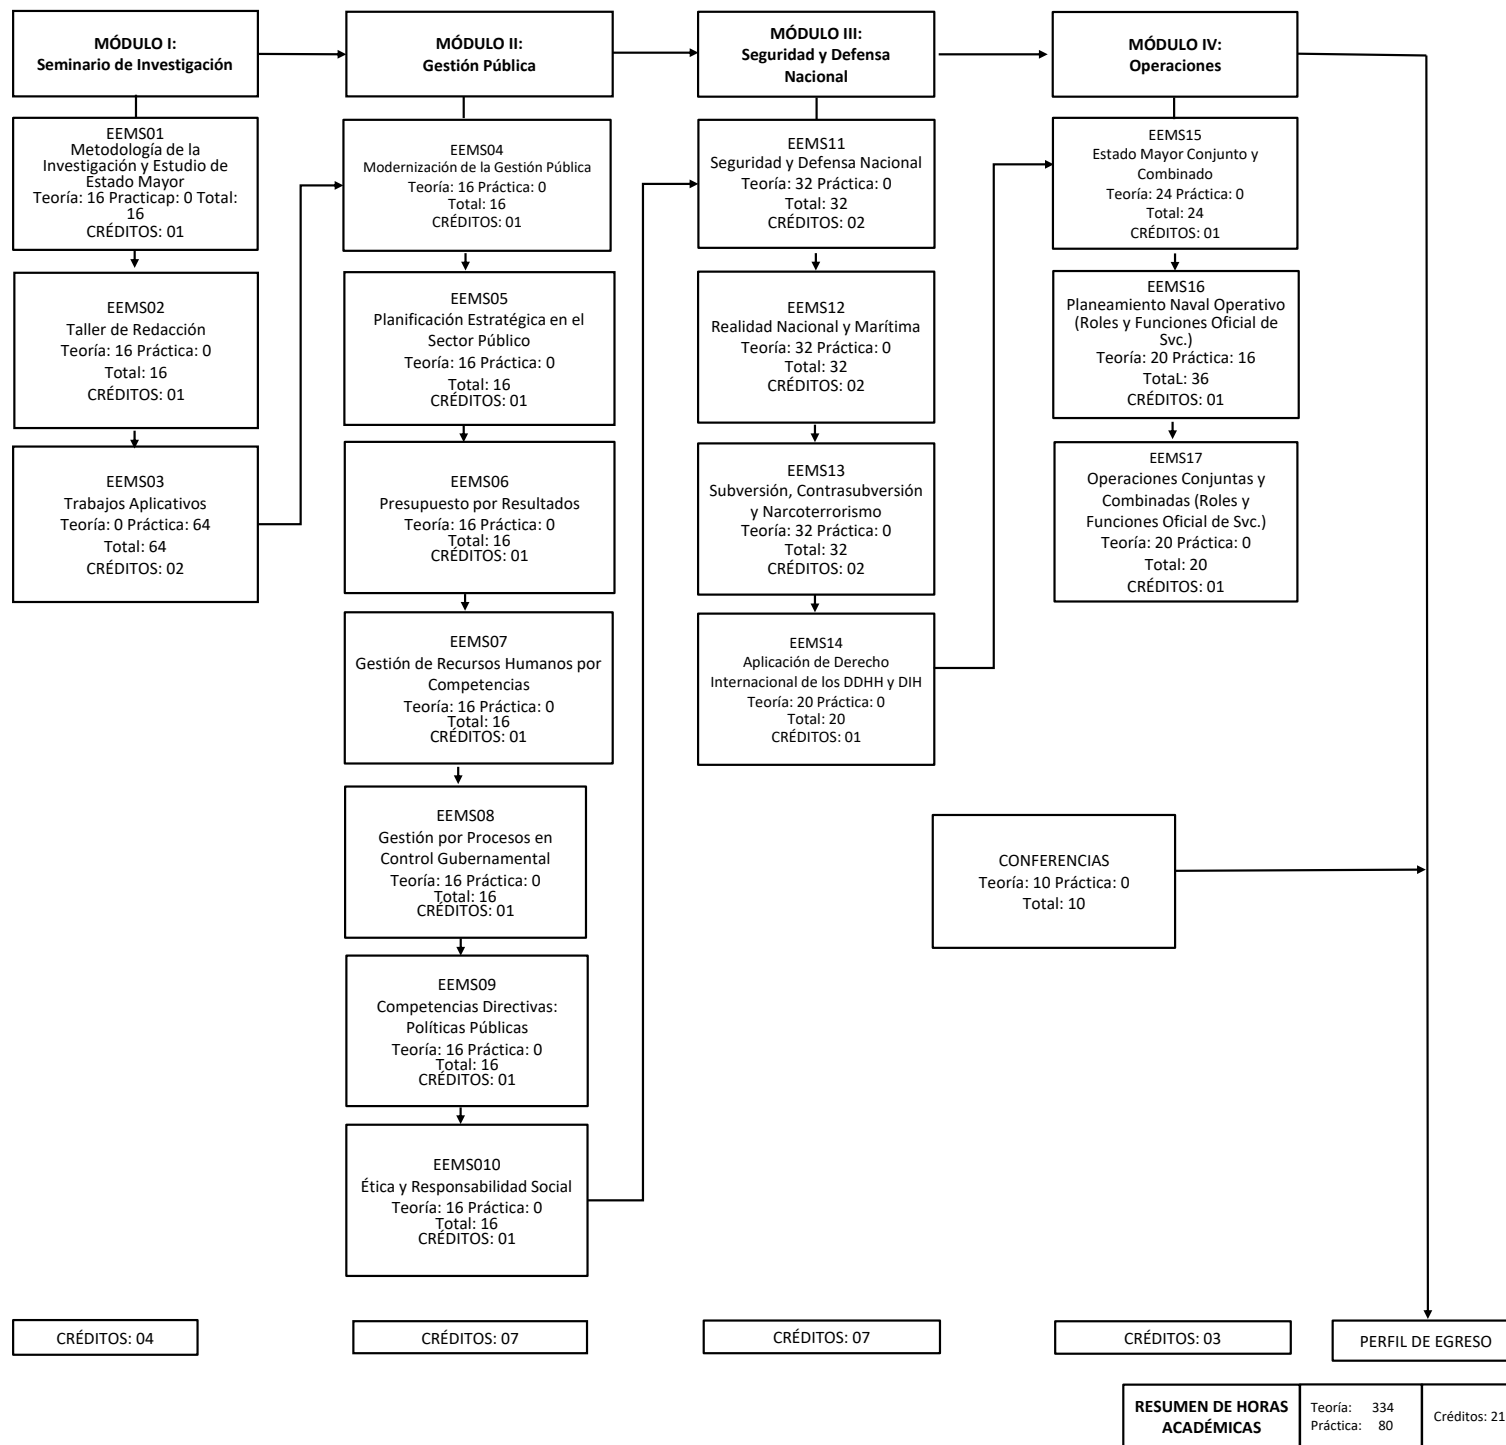 MÓDULO I:
Seminario de Investigación
MÓDULO II:
Gestión Pública
MÓDULO III:
Seguridad y Defensa
Nacional
MÓDULO IV:
Operaciones
EEMS01
Metodología de la
Investigación y Estudio de
Estado Mayor
Teoría: 16 Practicap: 0 Total:
16
CRÉDITOS: 01
EEMS02
Taller de Redacción
Teoría: 16 Práctica: 0
Total: 16
CRÉDITOS: 01
EEMS03
Trabajos Aplicativos
Teoría: 0 Práctica: 64
Total: 64
CRÉDITOS: 02
EEMS04
Modernización de la Gestión Pública
Teoría: 16 Práctica: 0
Total: 16
CRÉDITOS: 01
EEMS05
Planificación Estratégica en el
Sector Público
Teoría: 16 Práctica: 0
Total: 16
CRÉDITOS: 01
EEMS06
Presupuesto por Resultados
Teoría: 16 Práctica: 0
Total: 16
CRÉDITOS: 01
EEMS07
Gestión de Recursos Humanos por
Competencias
Teoría: 16 Práctica: 0
Total: 16
CRÉDITOS: 01
EEMS08
Gestión por Procesos en
Control Gubernamental
Teoría: 16 Práctica: 0
Total: 16
CRÉDITOS: 01
EEMS09
Competencias Directivas:
Políticas Públicas
Teoría: 16 Práctica: 0
Total: 16
CRÉDITOS: 01
EEMS010
Ética y Responsabilidad Social
Teoría: 16 Práctica: 0
Total: 16
CRÉDITOS: 01
EEMS11
Seguridad y Defensa Nacional
Teoría: 32 Práctica: 0
Total: 32
CRÉDITOS: 02
EEMS12
Realidad Nacional y Marítima
Teoría: 32 Práctica: 0
Total: 32
CRÉDITOS: 02
EEMS13
Subversión, Contrasubversión
y Narcoterrorismo
Teoría: 32 Práctica: 0
Total: 32
CRÉDITOS: 02
EEMS14
Aplicación de Derecho
Internacional de los DDHH y DIH
Teoría: 20 Práctica: 0
Total: 20
CRÉDITOS: 01
EEMS15
Estado Mayor Conjunto y
Combinado
Teoría: 24 Práctica: 0
Total: 24
CRÉDITOS: 01
EEMS16
Planeamiento Naval Operativo
(Roles y Funciones Oficial de
Svc.)
Teoría: 20 Práctica: 16
TotaL: 36
CRÉDITOS: 01
EEMS17
Operaciones Conjuntas y
Combinadas (Roles y
Funciones Oficial de Svc.)
Teoría: 20 Práctica: 0
Total: 20
CRÉDITOS: 01
CONFERENCIAS
Teoría: 10 Práctica: 0
Total: 10
CRÉDITOS: 04
CRÉDITOS: 07
CRÉDITOS: 07
CRÉDITOS: 03
PERFIL DE EGRESO
RESUMEN DE HORAS
ACADÉMICAS
Teoría: 334
Práctica: 80
Créditos: 21